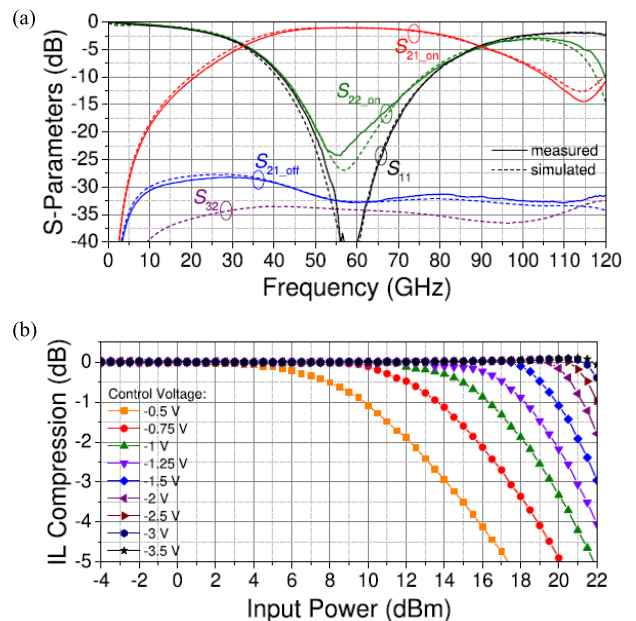 (a)
S-Parameters (dB)
0
-5
-10
-15
-20
-25
-30
-35
-40
S21_on
S22_on
S21_off
S11
S32
measured
simulated
0 10 20 30 40 50 60 70 80 90 100 110 120
Frequency (GHz)
(b)
IL Compression (dB)
0
-1
-2
-3
-4
-5
Control Voltage:
-0.5 V
-0.75 V
-1 V
-1.25 V
-1.5 V
-2 V
-2.5 V
-3 V
-3.5 V
-4 -2 0 2 4 6 8 10 12 14 16 18 20 22
Input Power (dBm)